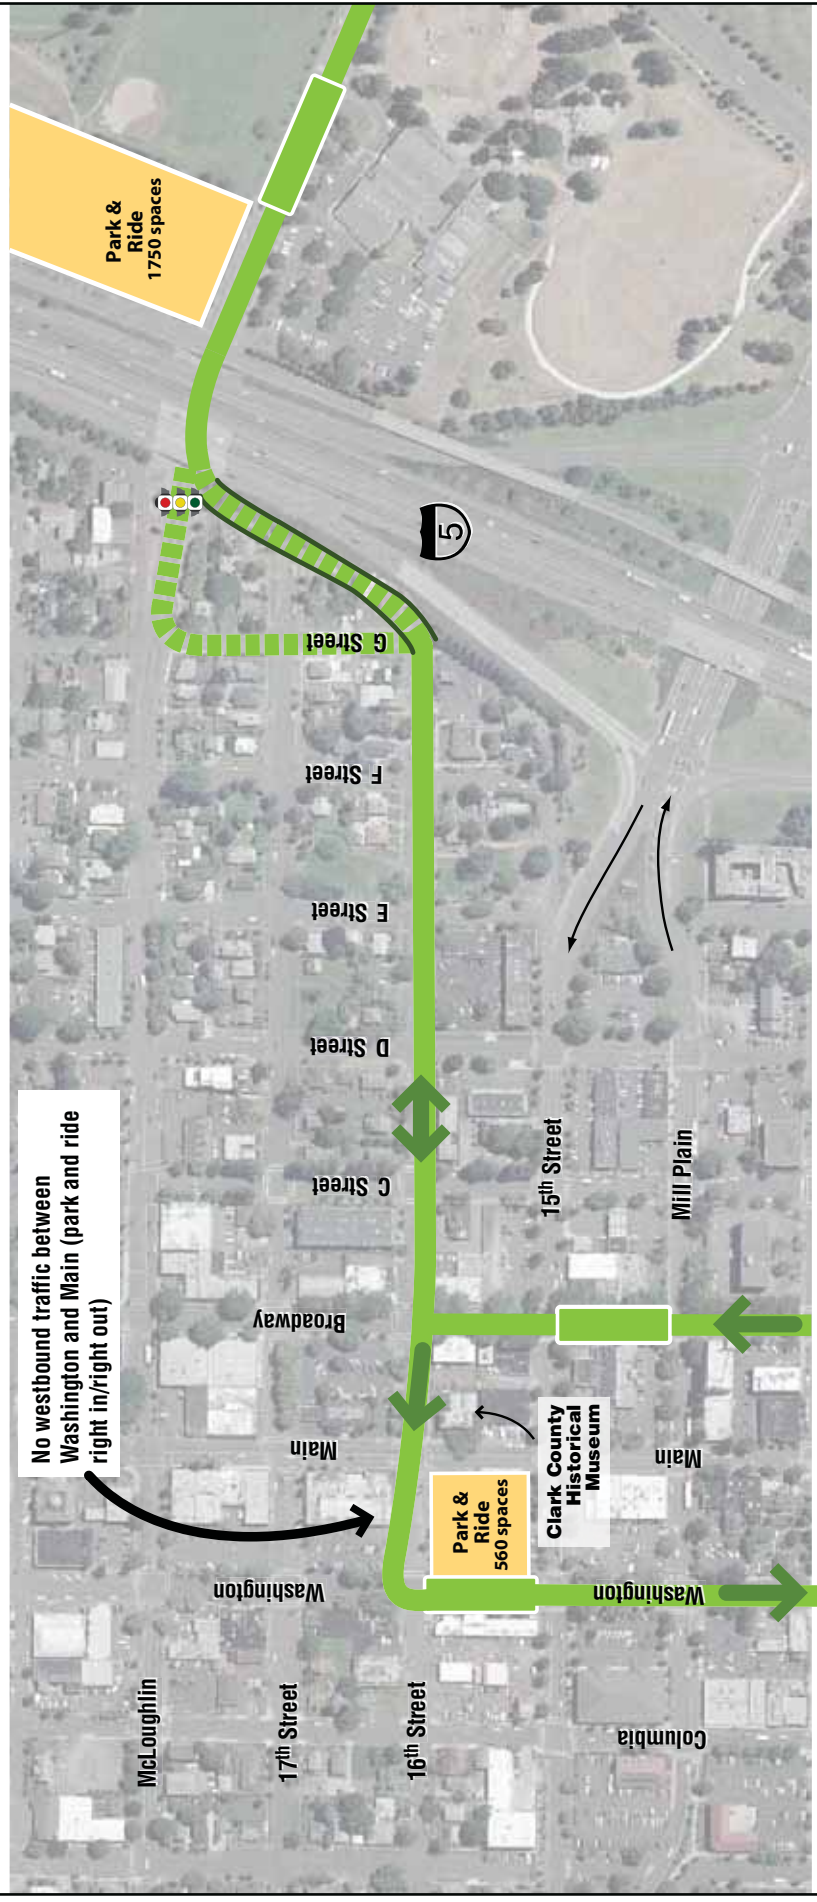 No westbound traffic between
Washington and Main (park and ride
right in/right out)
Park &
Ride
1750 spaces
5
G Street
F Street
E Street
D Street
C Street
Broadway
Main
Washington
McLoughlin
17th Street
16th Street
15th Street
Mill Plain
Clark County
Historical
Museum
Park &
Ride
560 spaces
Main
Washington
Columbia